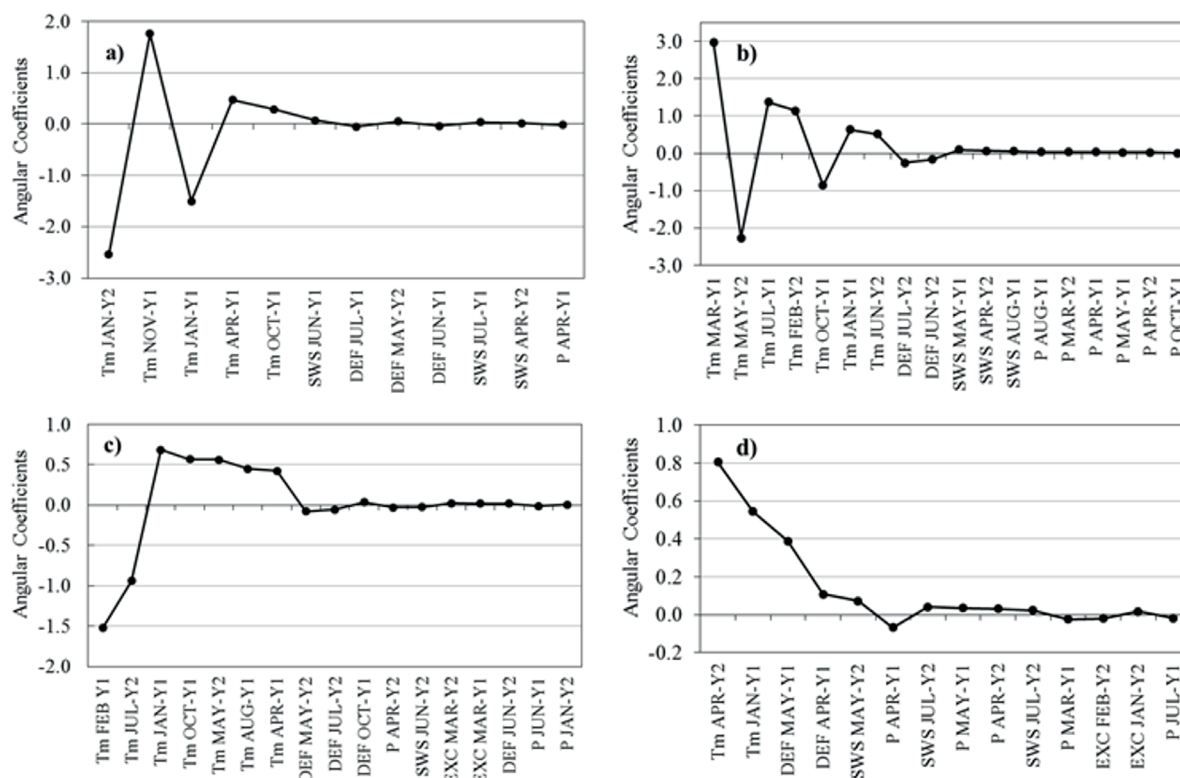 a)
Angular Coefficients
2.0
1.0
0.0
-1.0
-2.0
-3.0
Tm JAN-Y2
Tm NOV-Y1
Tm JAN-Y1
Tm APR-Y1
Tm OCT-Y1
SWS JUN-Y1
DEF JUL-Y1
DEF MAY-Y2
DEF JUN-Y1
SWS JUL-Y1
SWS APR-Y2
P APR-Y1
b)
Angular Coefficients
3.0
2.0
1.0
0.0
-1.0
-2.0
-3.0
Tm MAR-Y1
Tm MAY-Y2
Tm JUL-Y1
Tm FEB-Y2
Tm OCT-Y1
Tm JAN-Y1
Tm JUN-Y2
DEF JUL-Y2
DEF JUN-Y2
SWS MAY-Y1
SWS APR-Y2
SWS AUG-Y1
P AUG-Y1
P MAR-Y2
P APR-Y1
P MAY-Y1
P APR-Y2
P OCT-Y1
c)
Angular Coefficients
1.0
0.5
0.0
-0.5
-1.0
-1.5
-2.0
Tm FEB Y1
Tm JUL-Y2
Tm JAN-Y1
Tm OCT-Y1
Tm MAY-Y2
Tm AUG-Y1
Tm APR-Y1
DEF MAY-Y2
DEF JUL-Y2
DEF OCT-Y1
P APR-Y2
SWS JUN-Y2
EXC MAR-Y2
EXC MAR-Y1
DEF JUN-Y2
P JUN-Y1
P JAN-Y2
d)
Angular Coefficients
1.0
0.8
0.6
0.4
0.2
0.0
-0.2
Tm APR-Y2
Tm JAN-Y1
DEF MAY-Y1
DEF APR-Y1
SWS MAY-Y2
P APR-Y1
SWS JUL-Y2
P MAY-Y1
P APR-Y2
SWS JUL-Y2
P MAR-Y1
EXC FEB-Y2
EXC JAN-Y2
P JUL-Y1